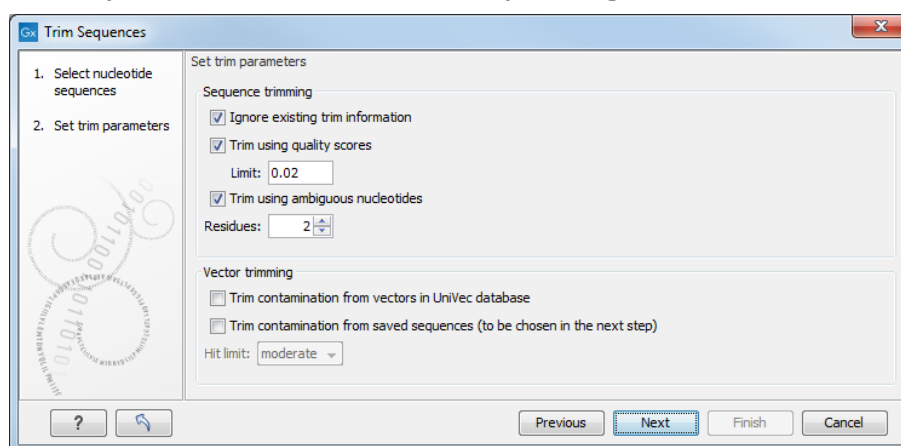 Gx Trim Sequences
1. Select nucleotide
sequences
2. Set trim parameters
Set trim parameters
Sequence trimming
Ignore existing trim information
Trim using quality scores
Limit: 0.02
Trim using ambiguous nucleotides
Residues: 2
Vector trimming
Trim contamination from vectors in UniVec database
Trim contamination from saved sequences (to be chosen in the next step)
Hit limit: moderate
? Previous Next Finish Cancel